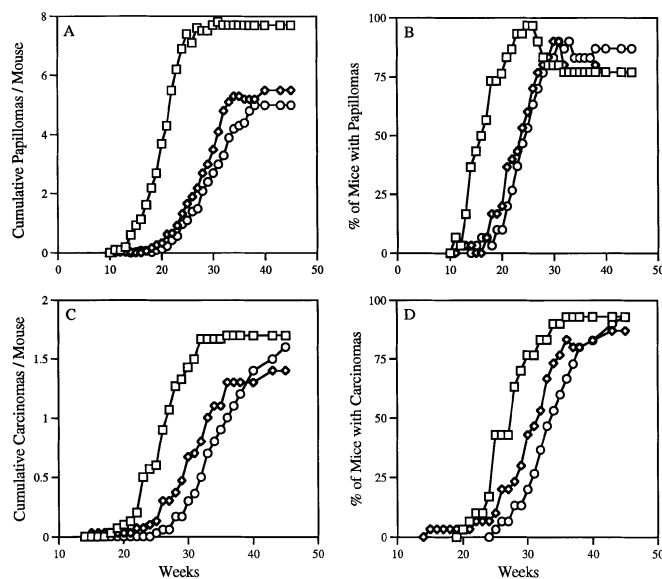 A
Cumulative Papillomas / Mouse
8
6
4
2
0
0 10 20 30 40 50
B
% of Mice with Papillomas
100
75
50
25
0
0 10 20 30 40 50
C
Cumulative Carcinomas / Mouse
2
1.5
1
0.5
0
10 20 30 40 50
Weeks
D
% of Mice with Carcinomas
100
75
50
25
0
10 20 30 40 50
Weeks